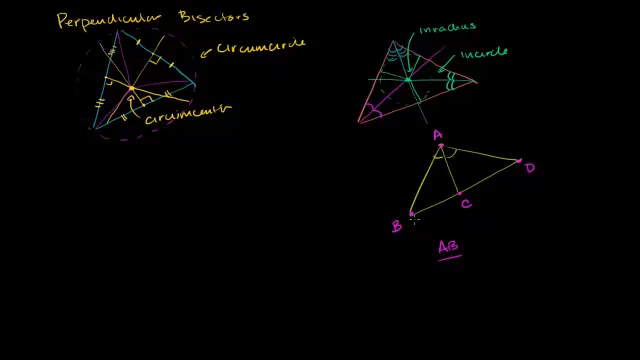 Perpendicular Bisectors
Circumcircle
circumcenter
inradius
incircle
A
D
C
B
AB